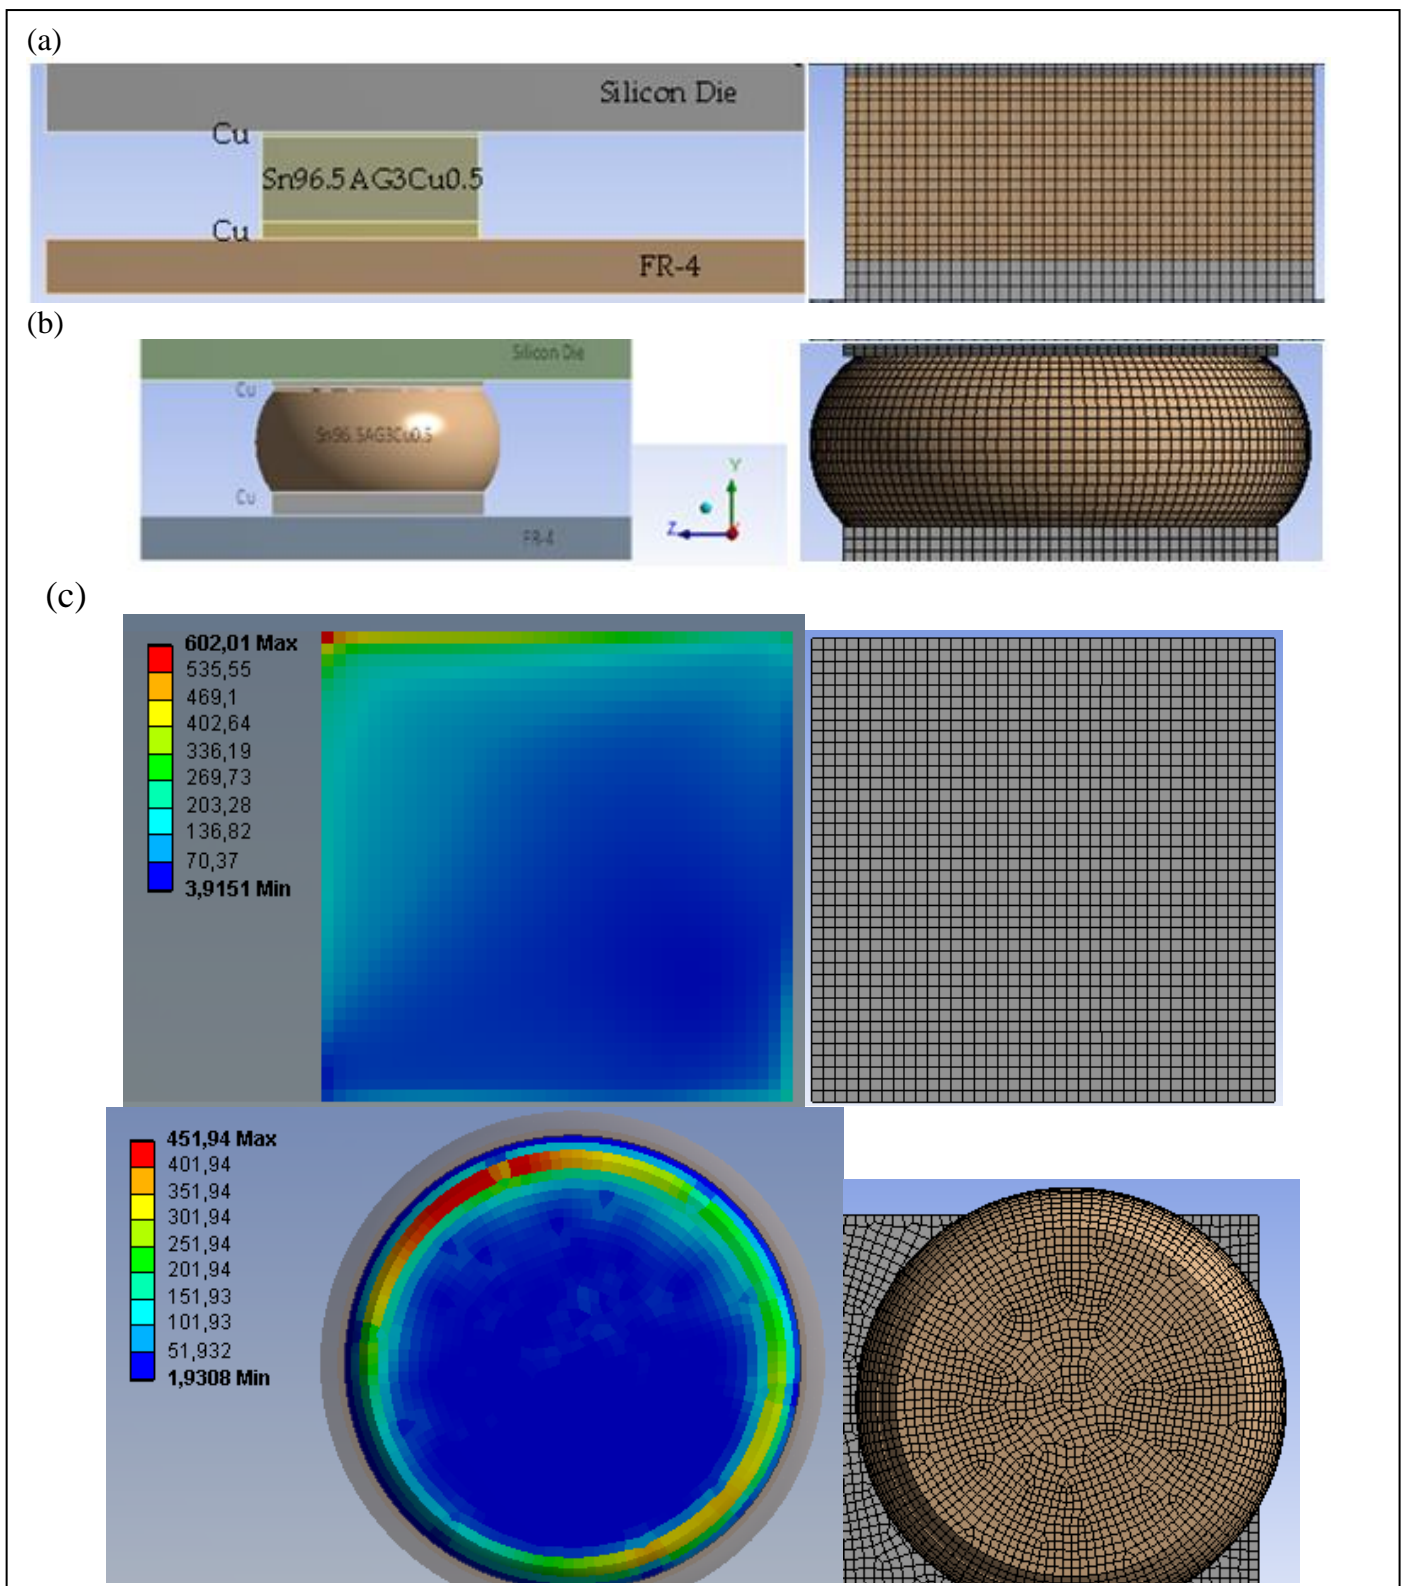 (a)
Silicon Die
Cu
Sn96.5AG3Cu0.5
Cu
FR-4
(b)
Silicon Die
Cu
Sn96.5AG3Cu0.5
Cu
FR-4
Y
Z
(c)
602,01 Max
535,55
469,1
402,64
336,19
269,73
203,28
136,82
70,37
3,9151 Min
451,94 Max
401,94
351,94
301,94
251,94
201,94
151,93
101,93
51,932
1,9308 Min